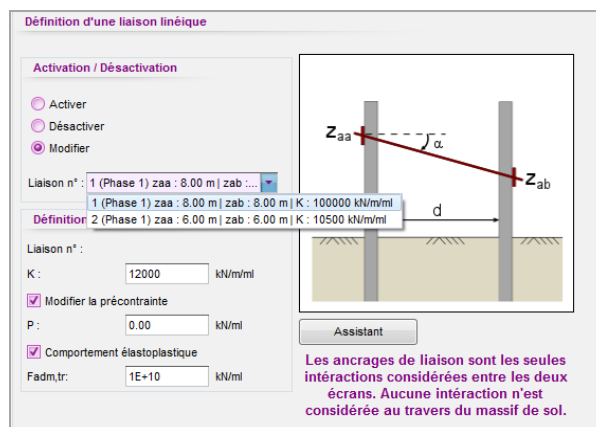 Définition d'une liaison linéique
Activation / Désactivation
Activer
Désactiver
Modifier
Liaison n° : 1 (Phase 1) zaa : 8.00 m | zab :...
1 (Phase 1) zaa : 8.00 m | zab : 8.00 m | K : 100000 kN/m/ml
2 (Phase 1) zaa : 6.00 m | zab : 6.00 m | K : 10500 kN/m/ml
Définition
Liaison n° :
K : 12000 kN/m/ml
Modifier la précontrainte
P : 0.00 kN/ml
Comportement élastoplastique
Fadm,tr: 1E+10 kN/ml
Zaa
α
Zab
d
Assistant
Les ancrages de liaison sont les seules
intéractions considérées entre les deux
écrans. Aucune intéraction n'est
considérée au travers du massif de sol.